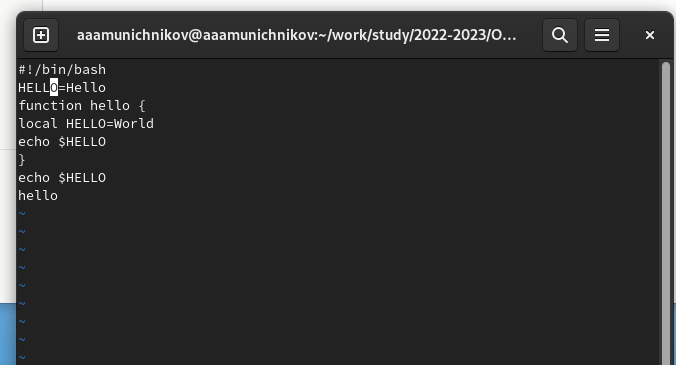 aaamunichnikov@aaamunichnikov:~/work/study/2022-2023/O...
#!/bin/bash
HELLO=Hello
function hello {
local HELLO=World
echo $HELLO
}
echo $HELLO
hello
~
~
~
~
~
~
~
~
~